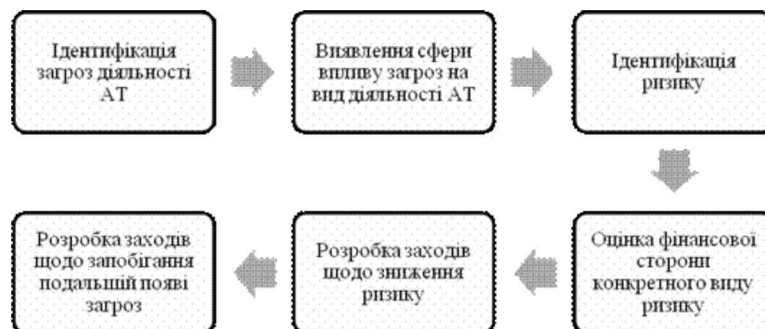 Ідентифікація
загроз діяльності
АТ
Виявлення сфери
впливу загроз на
вид діяльності АТ
Ідентифікація
ризику
Оцінка фінансової
сторони
конкретного виду
ризику
Розробка заходів
щодо зниження
ризику
Розробка заходів
щодо запобігання
подальшій появі
загроз